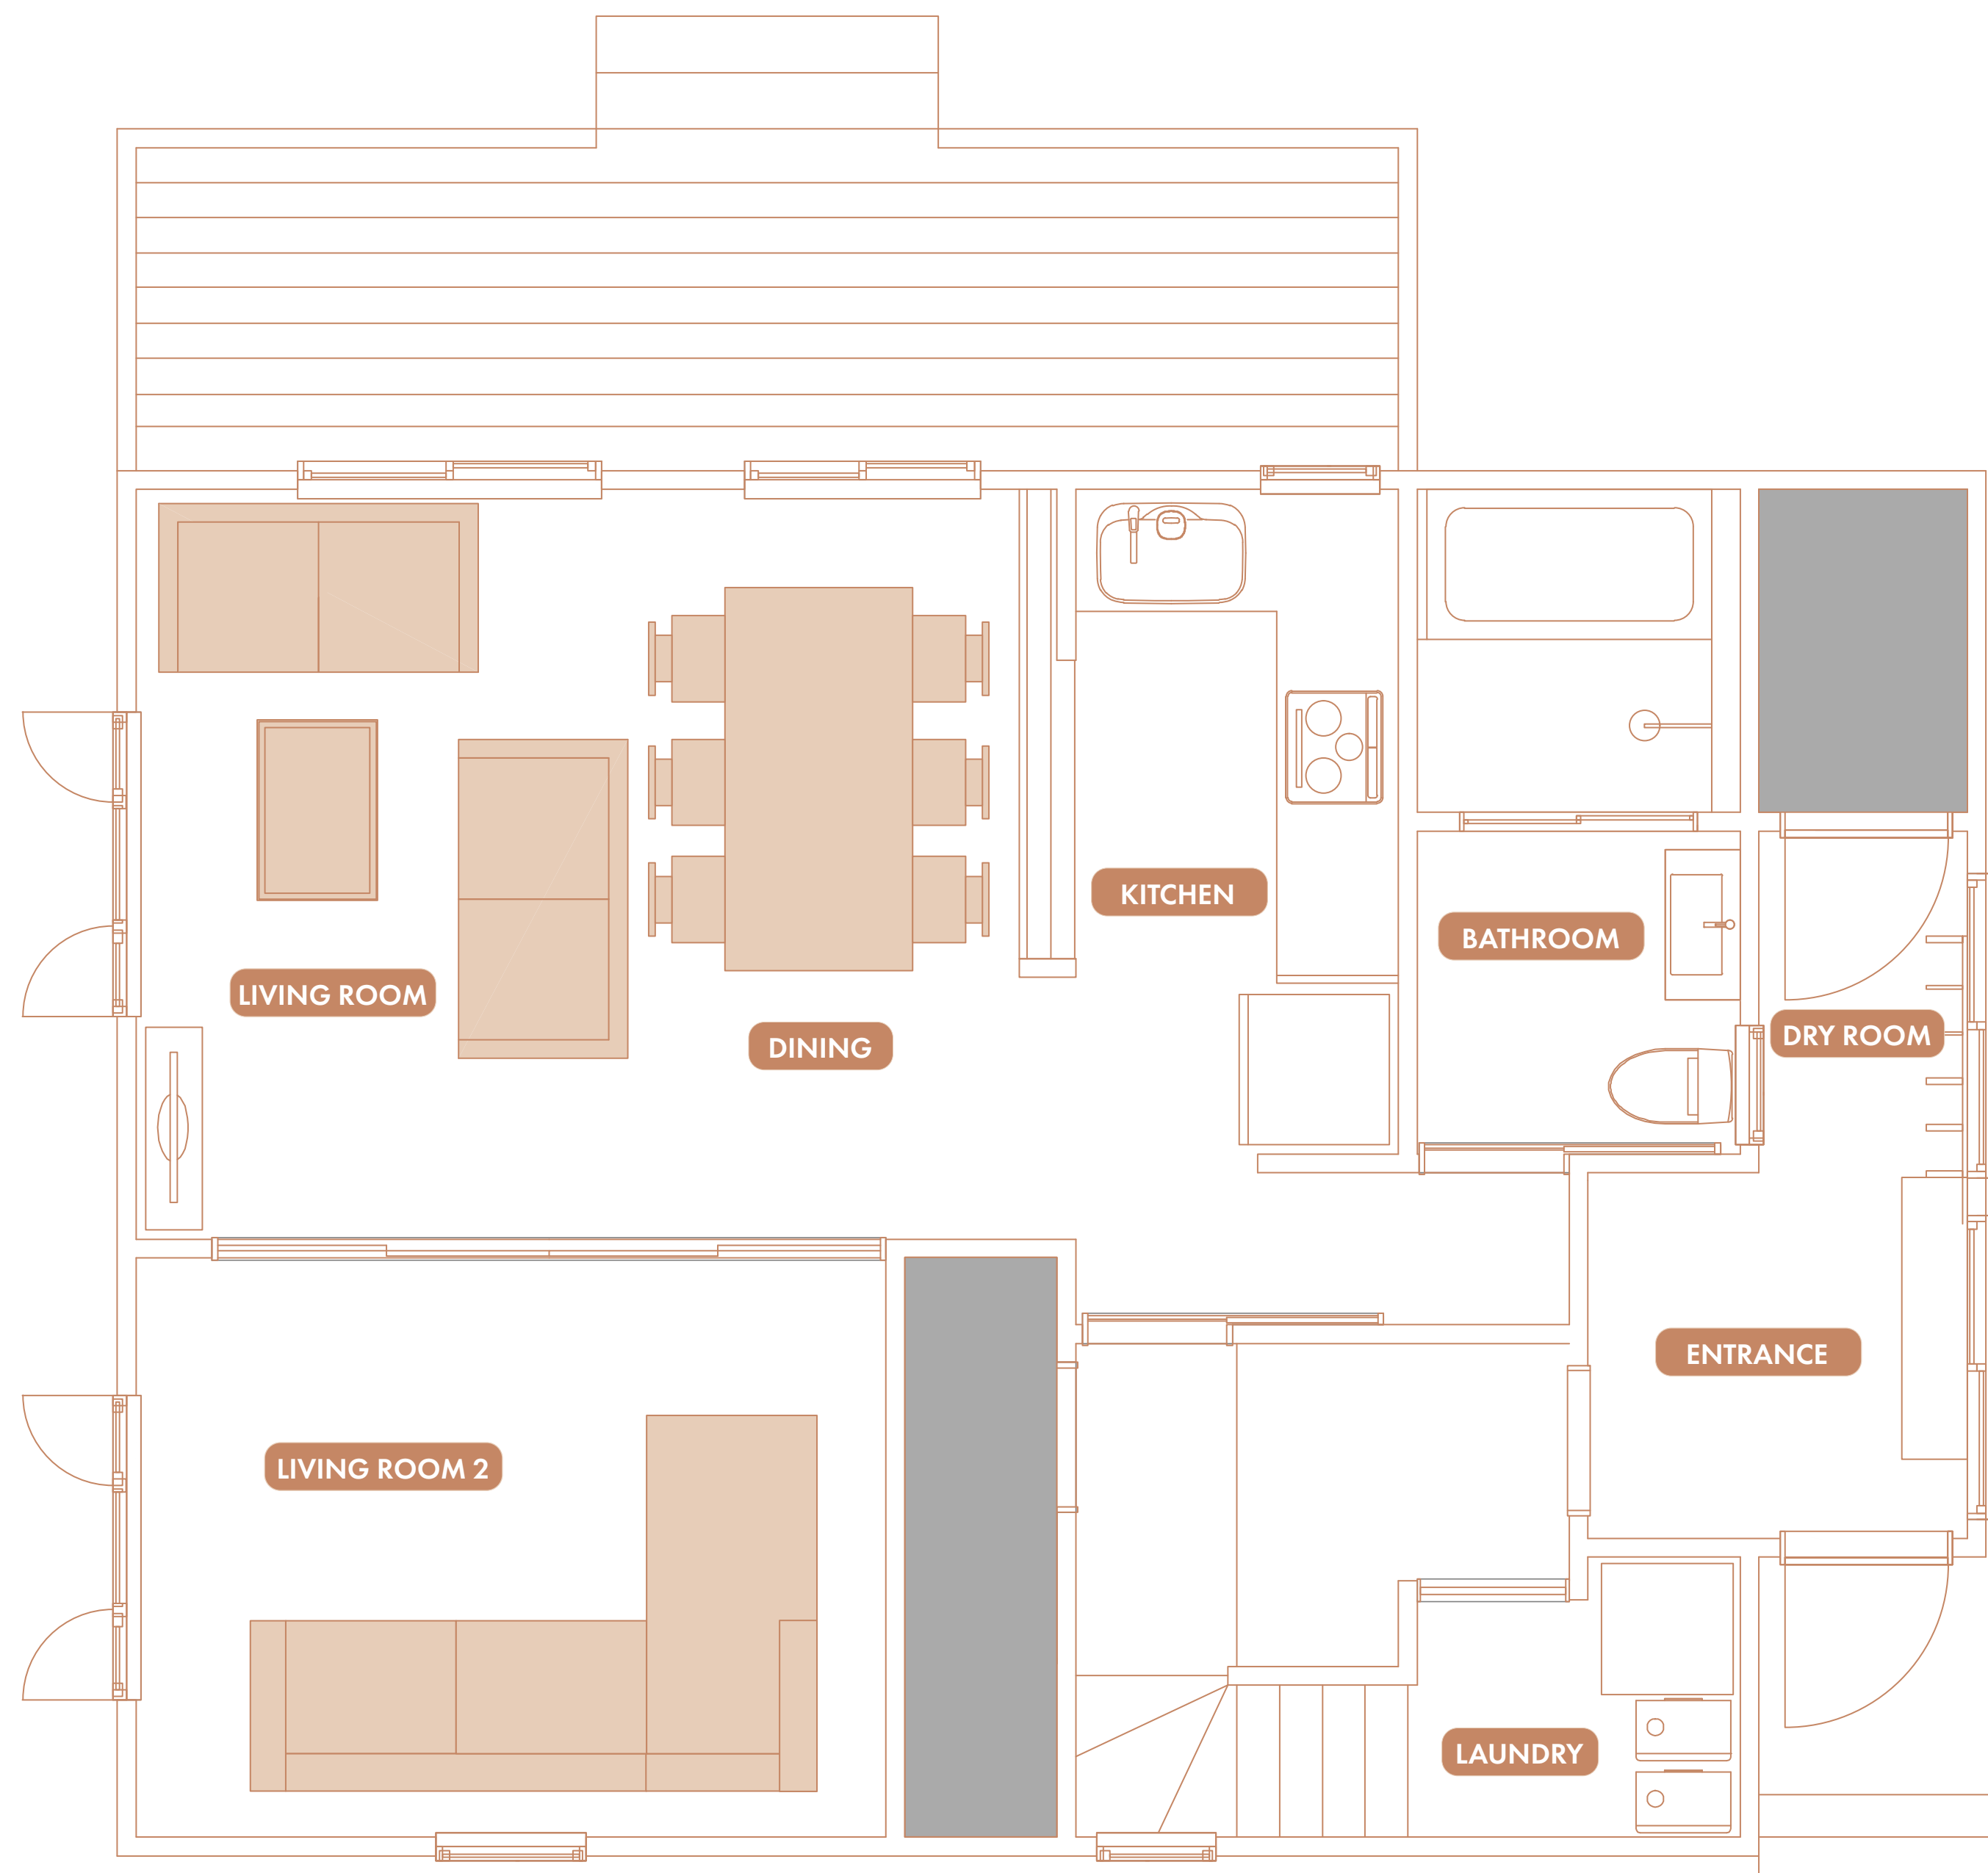 KITCHEN
BATHROOM
LIVING ROOM
DRY ROOM
DINING
ENTRANCE
LIVING ROOM 2
LAUNDRY